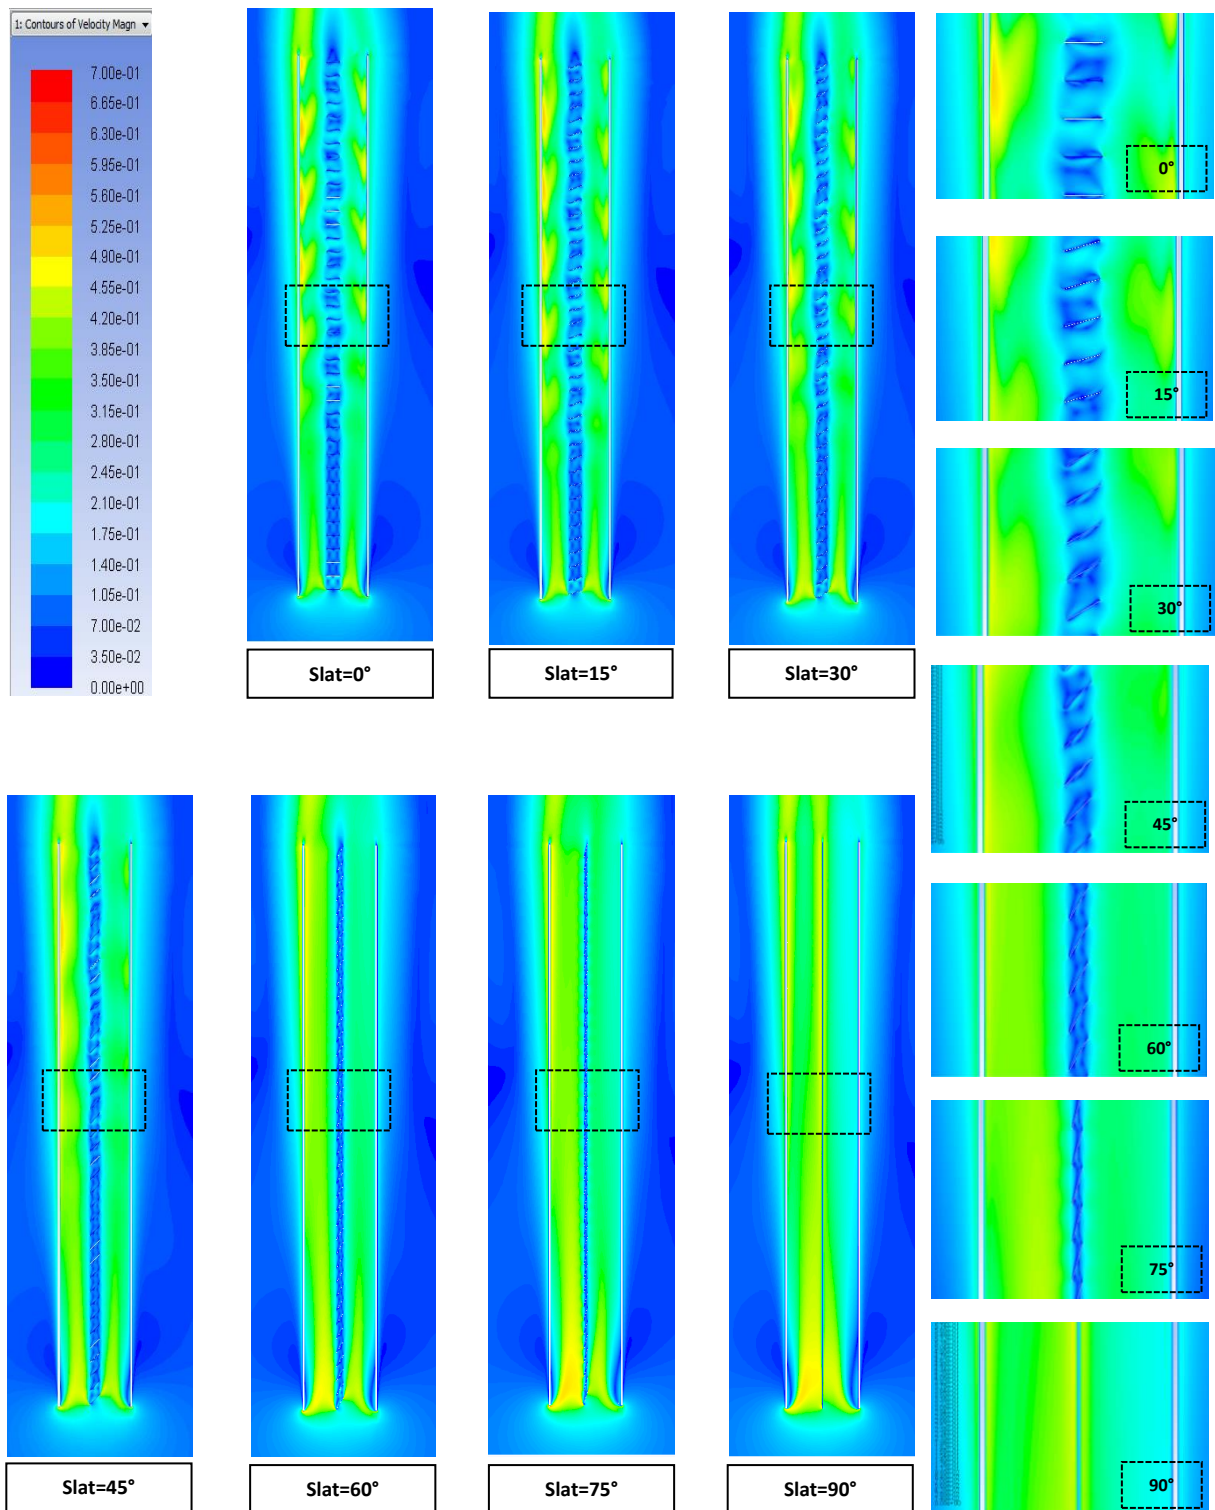 1: Contours of Velocity Magn
7.00e-01
6.65e-01
6.30e-01
5.95e-01
5.60e-01
5.25e-01
4.90e-01
4.55e-01
4.20e-01
3.85e-01
3.50e-01
3.15e-01
2.80e-01
2.45e-01
2.10e-01
1.75e-01
1.40e-01
1.05e-01
7.00e-02
3.50e-02
0.00e+00
Slat=0°
Slat=15°
Slat=30°
0°
15°
30°
45°
60°
75°
90°
Slat=45°
Slat=60°
Slat=75°
Slat=90°